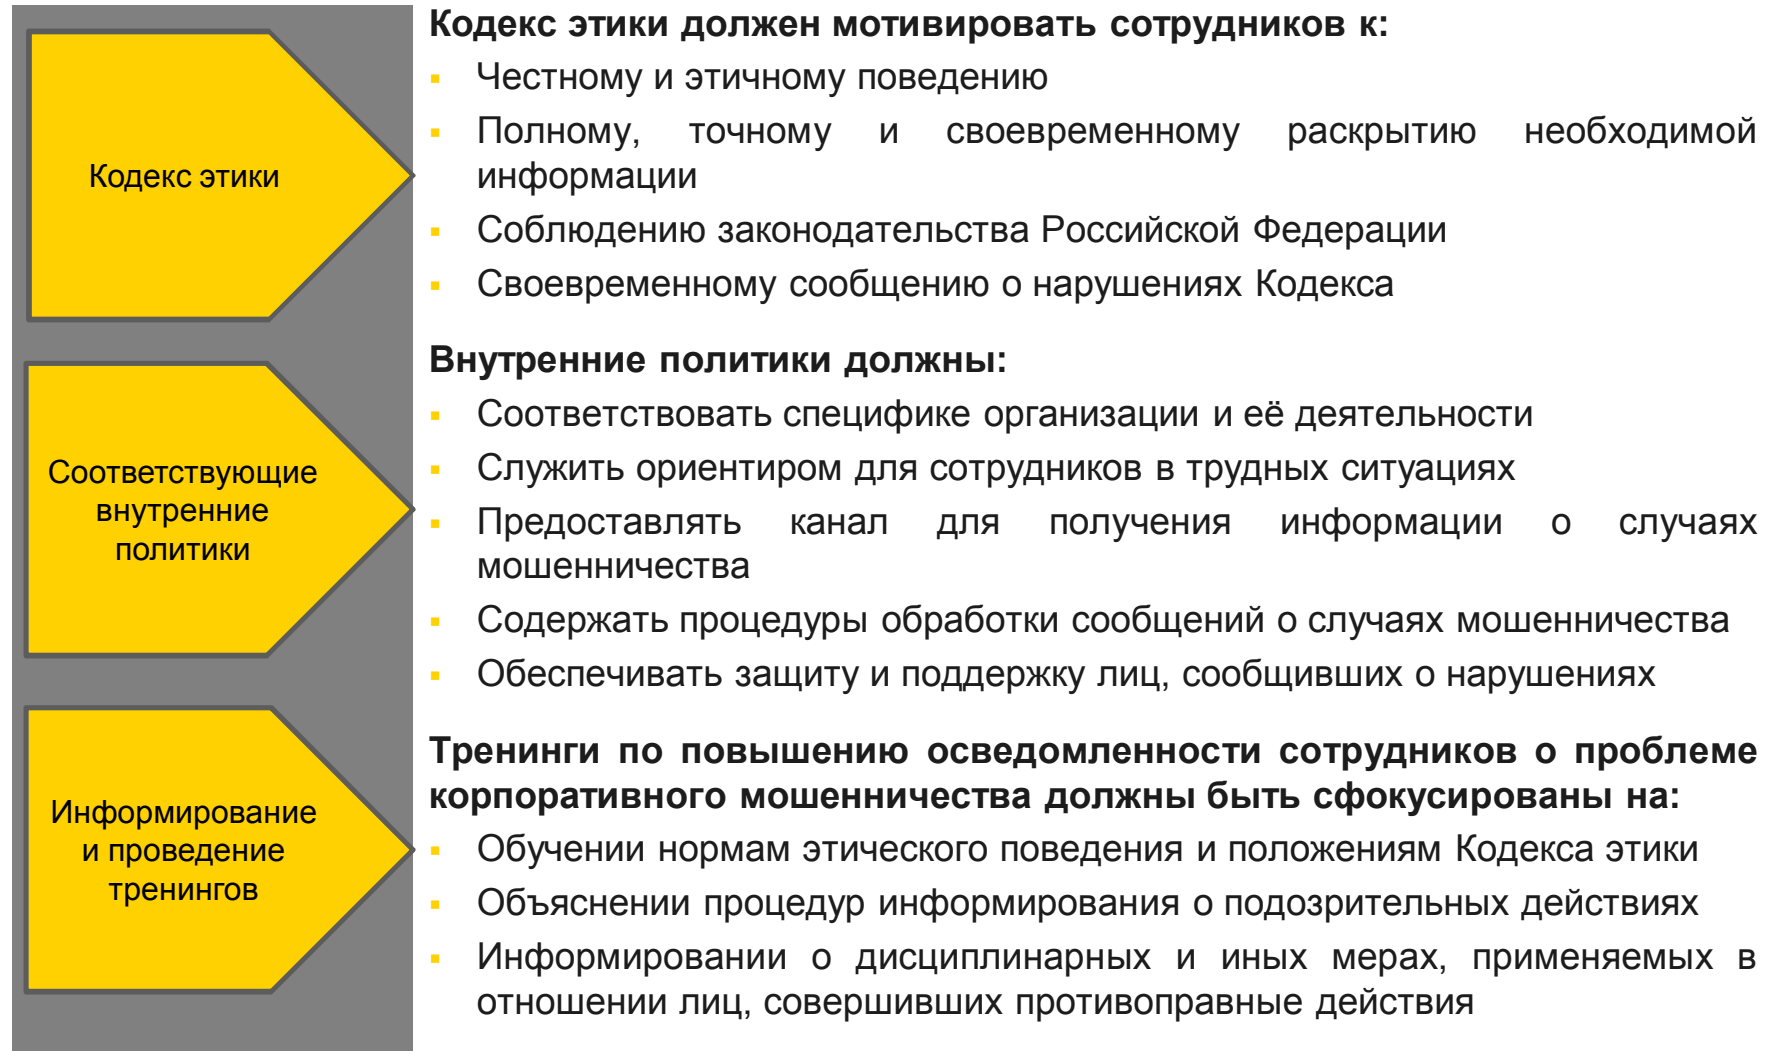 Кодекс этики
Кодекс этики должен мотивировать сотрудников к:
Честному и этичному поведению
Полному, точному и своевременному раскрытию необходимой
информации
Соблюдению законодательства Российской Федерации
Своевременному сообщению о нарушениях Кодекса
Соответствующие
внутренние
политики
Внутренние политики должны:
Соответствовать специфике организации и её деятельности
Служить ориентиром для сотрудников в трудных ситуациях
Предоставлять канал для получения информации о случаях
мошенничества
Содержать процедуры обработки сообщений о случаях мошенничества
Обеспечивать защиту и поддержку лиц, сообщивших о нарушениях
Информирование
и проведение
тренингов
Тренинги по повышению осведомленности сотрудников о проблеме
корпоративного мошенничества должны быть сфокусированы на:
Обучении нормам этического поведения и положениям Кодекса этики
Объяснении процедур информирования о подозрительных действиях
Информировании о дисциплинарных и иных мерах, применяемых в
отношении лиц, совершивших противоправные действия